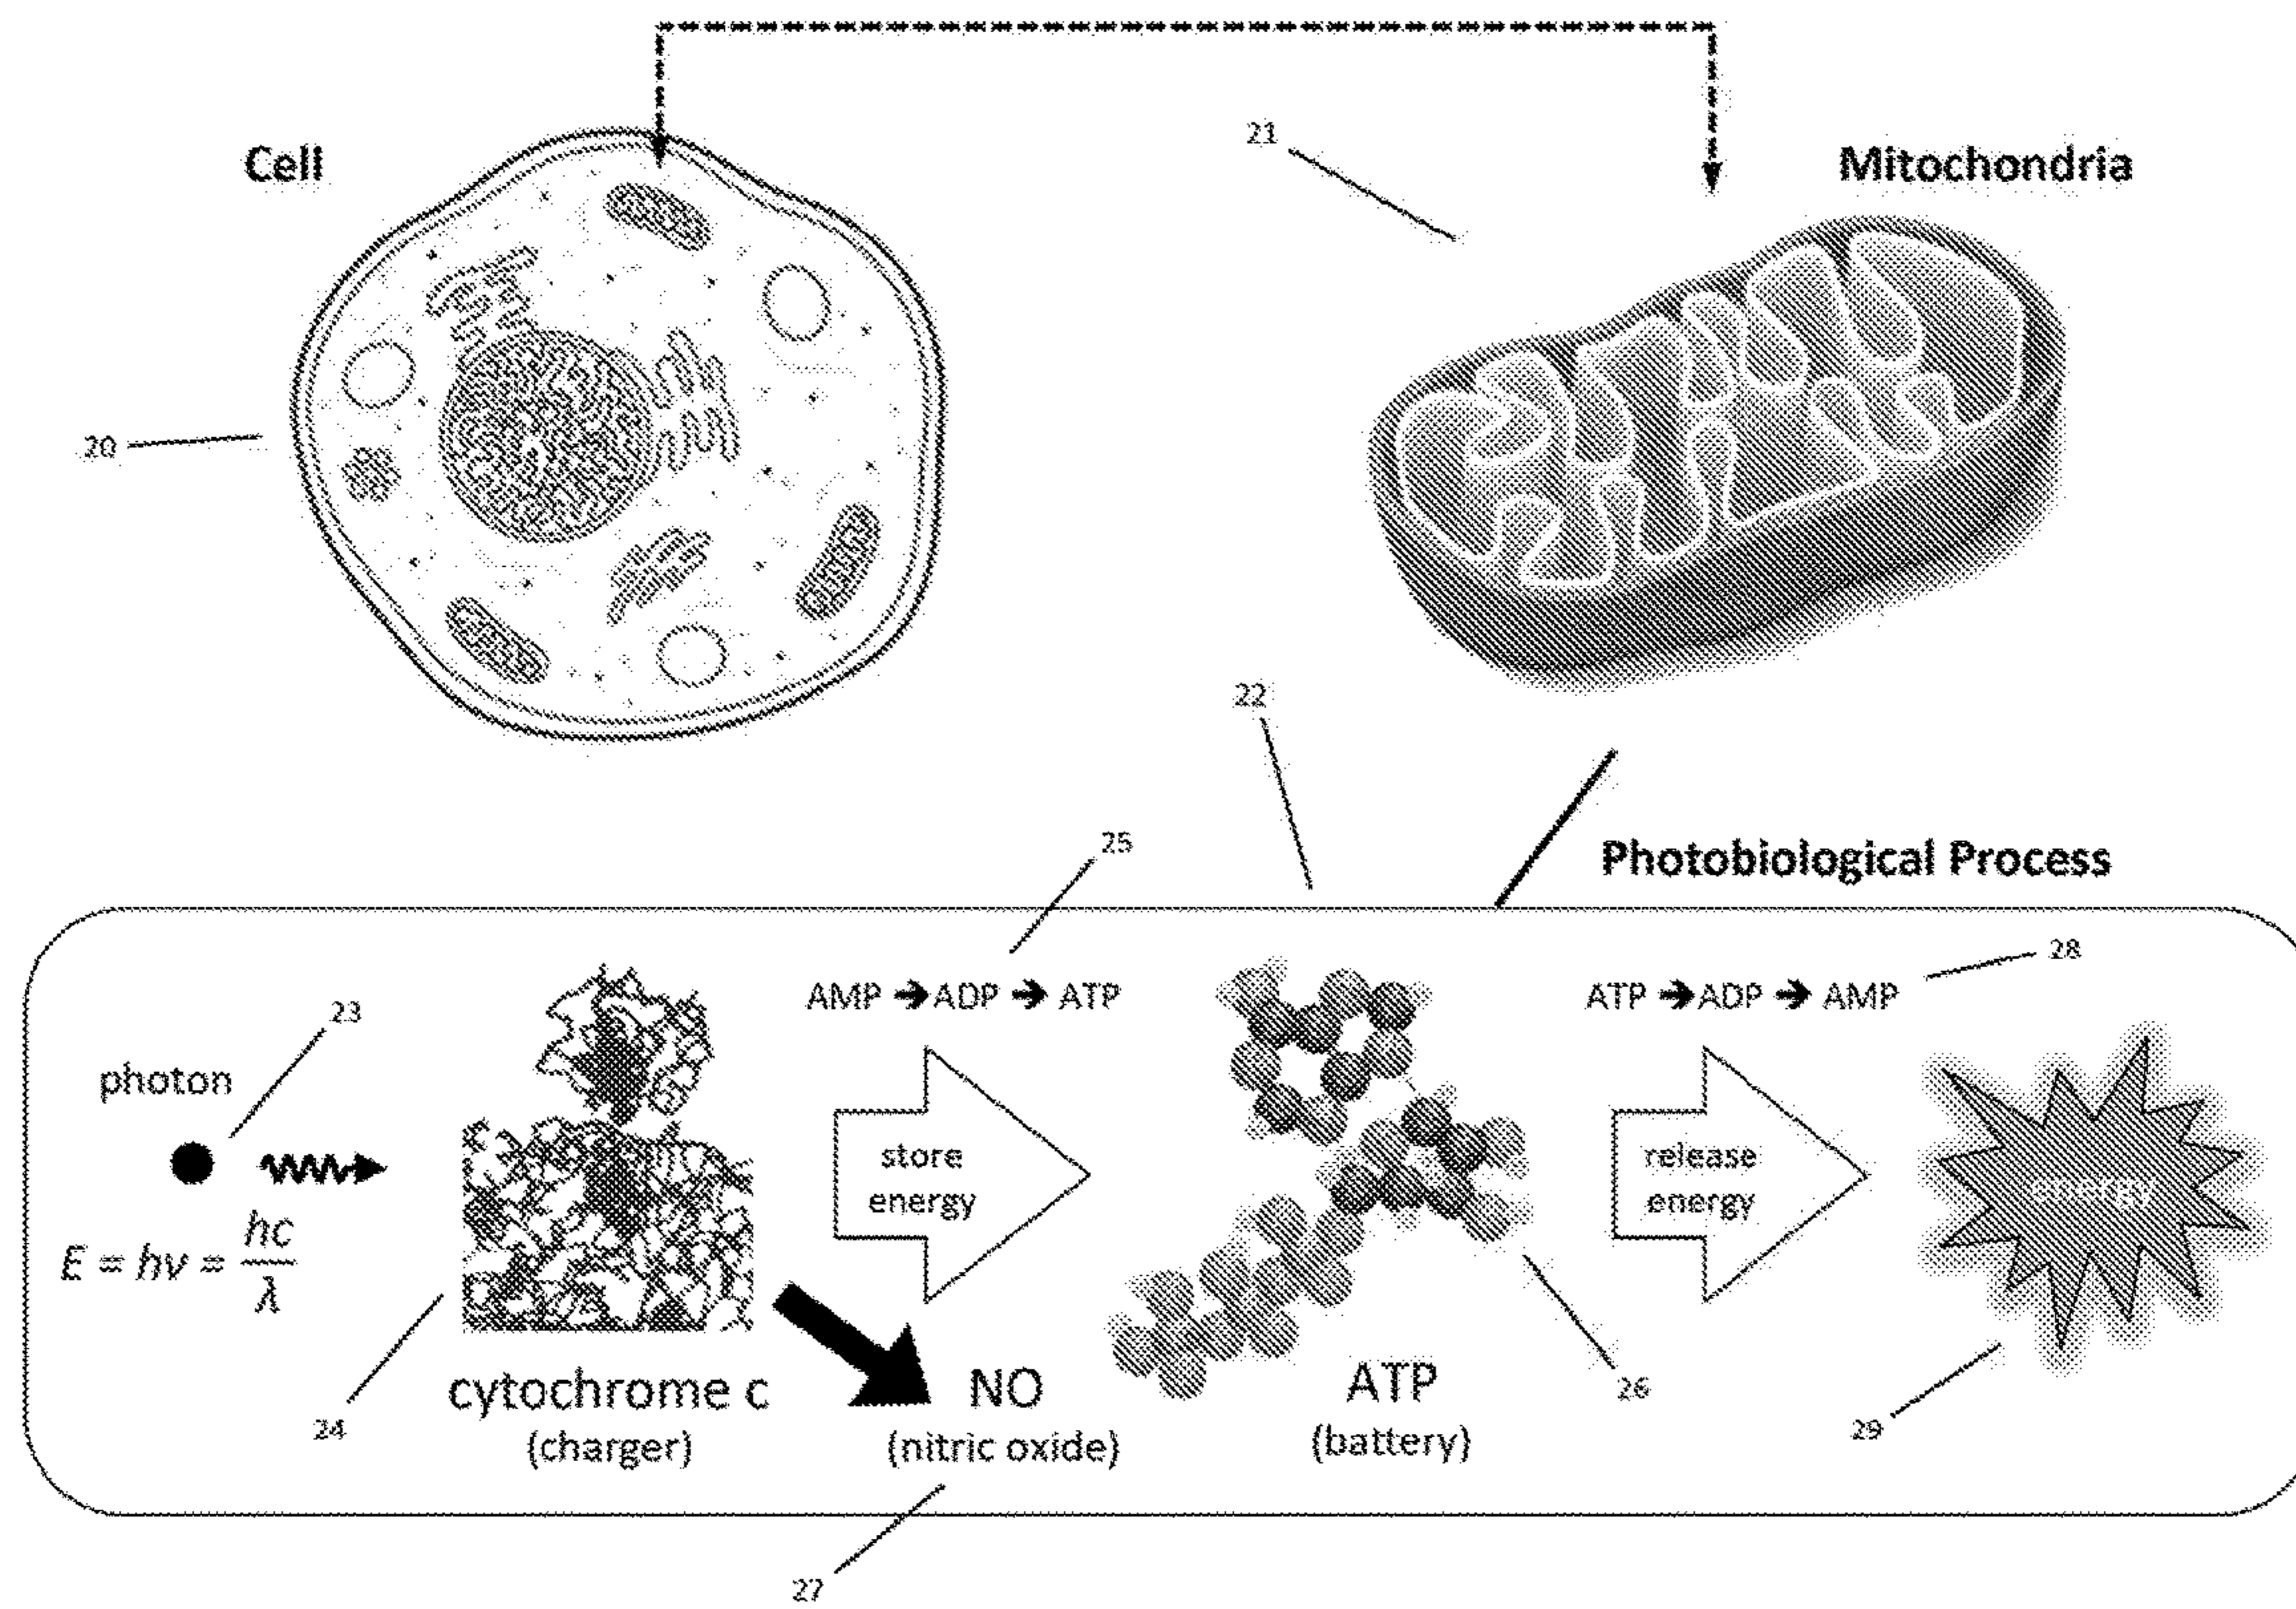 Cell
21
Mitochondria
20
22
25
Photobiological Process
28
AMP → ADP → ATP
ATP → ADP → AMP
23
photon
store
energy
release
energy
energy
E = hν = hc/λ
24
cytochrome c
(charger)
NO
(nitric oxide)
ATP
(battery)
26
29
27